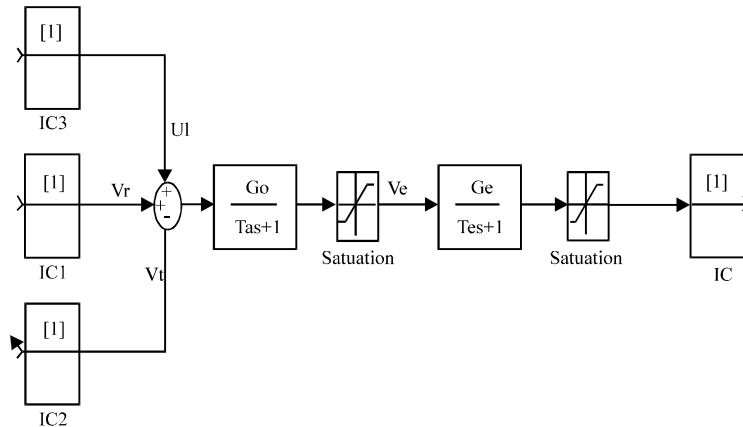 [1]
IC3
Ul
[1]
IC1
Vr
+
+
-
Vt
[1]
IC2
Go
Tas+1
Satuation
Ve
Ge
Tes+1
Satuation
[1]
IC